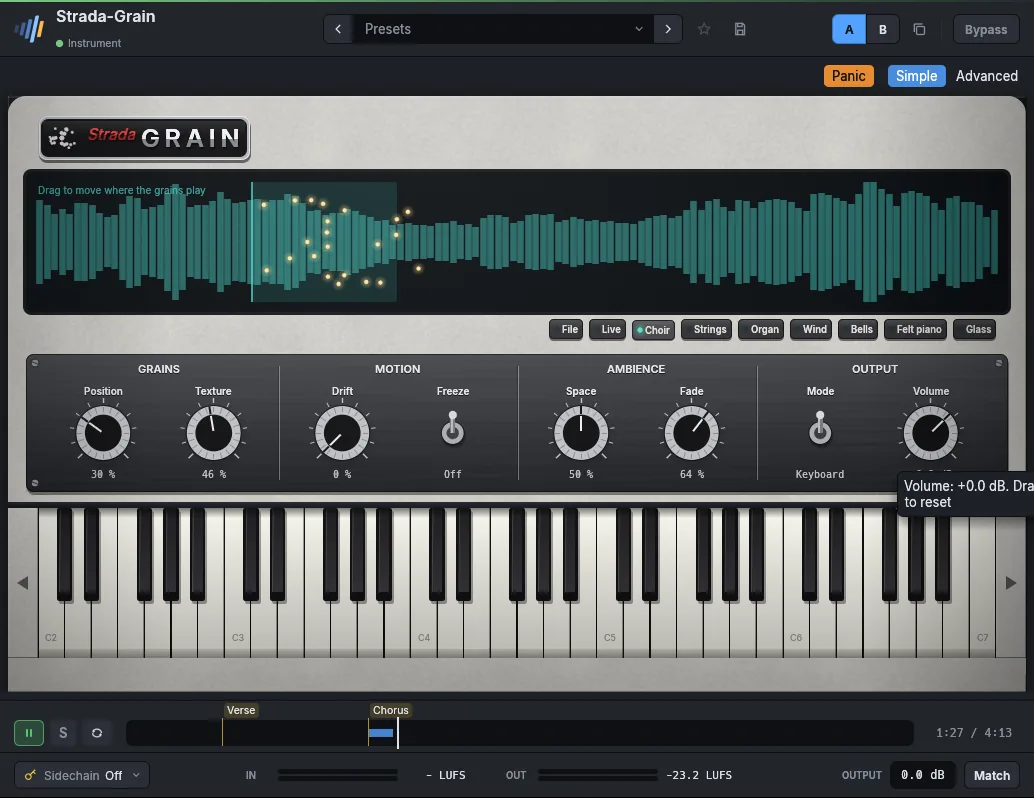 Strada-Grain
Instrument
Presets
A
B
Bypass
Panic
Simple
Advanced
Strada GRAIN
Drag to move where the grains play
File
Live
Choir
Strings
Organ
Wind
Bells
Felt piano
Glass
GRAINS
MOTION
AMBIENCE
OUTPUT
Position
Texture
Drift
Freeze
Space
Fade
Mode
Volume
30 %
46 %
0 %
Off
50 %
64 %
Keyboard
Volume: +0.0 dB. Dra
to reset
C2
C3
C4
C5
C6
C7
Verse
Chorus
S
1:27 / 4:13
Sidechain Off
IN
- LUFS
OUT
-23.2 LUFS
OUTPUT
0.0 dB
Match